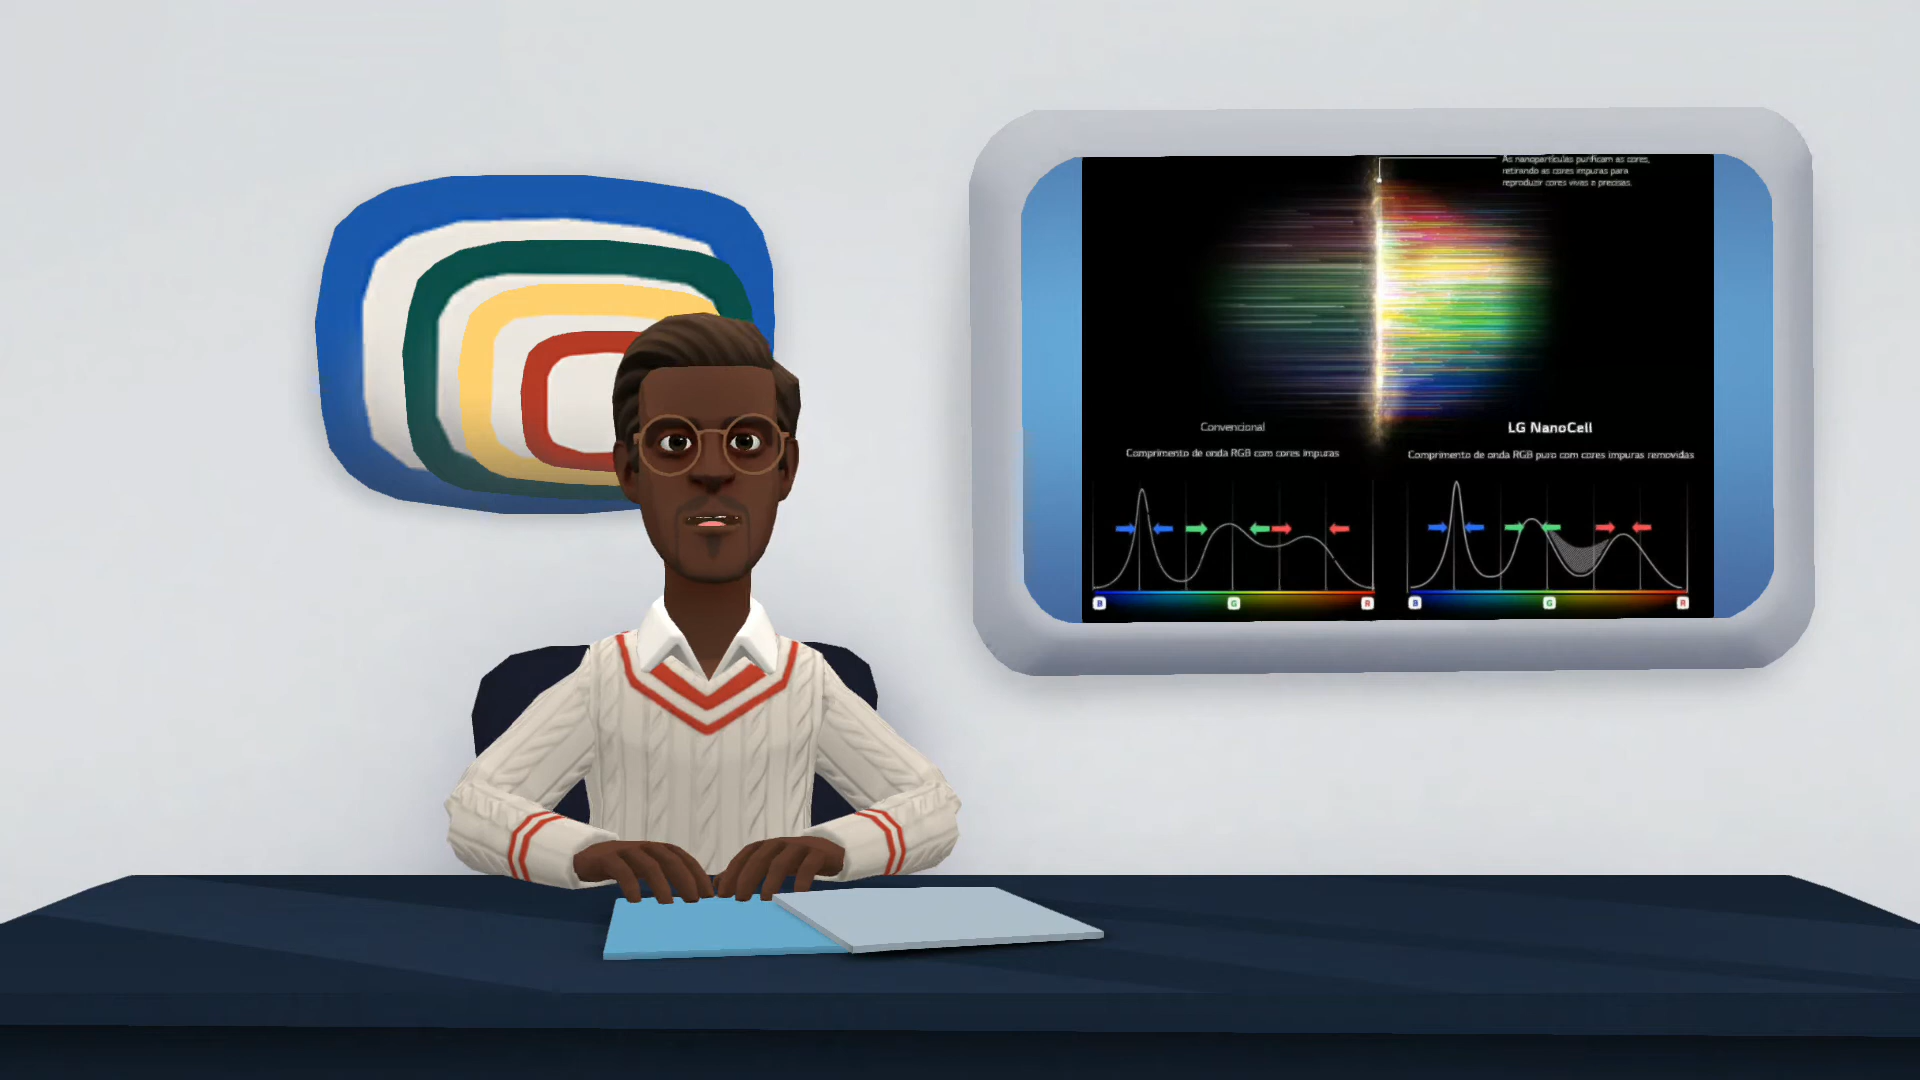 As nanopartículas purificam as cores,
retirando as cores impuras para
reproduzir cores vivas e precisas.
Convencional
LG NanoCell
Comprimento de onda RGB com cores impuras
Comprimento de onda RGB puro com cores impuras removidas
B G R
B G R